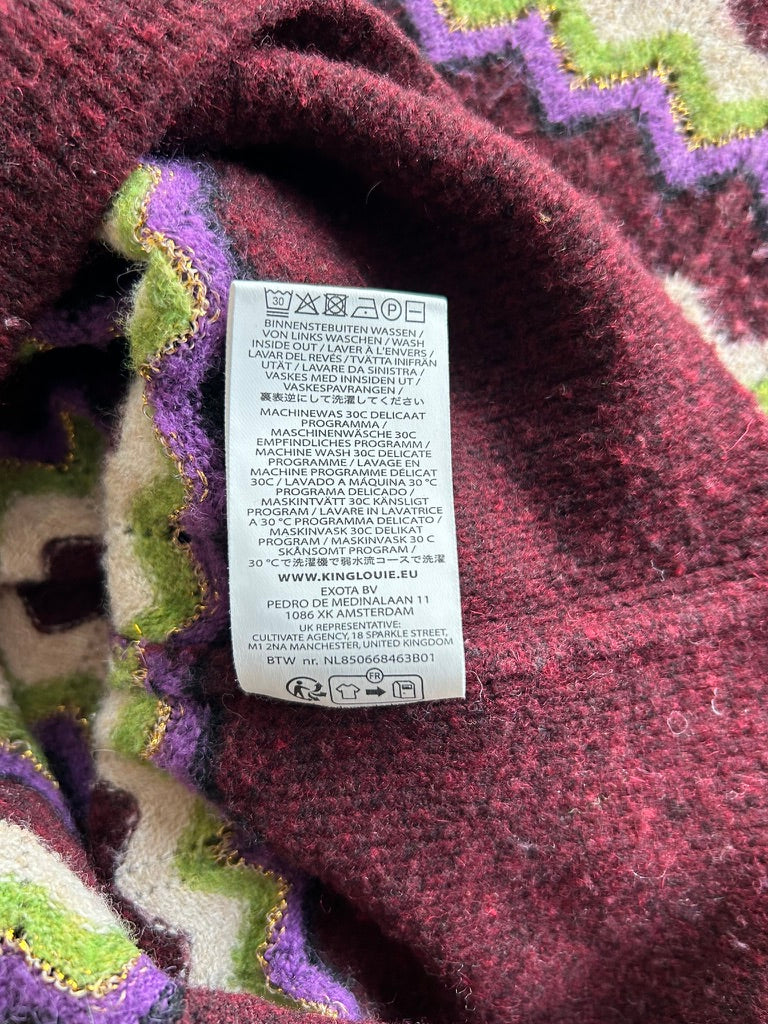 30
P
BINNENSTEBUITEN WASSEN /
VON LINKS WASCHEN / WASH
INSIDE OUT / LAVER À L'ENVERS /
LAVAR DEL REVÉS / TVÄTTA INIFRÅN
UTÅT / LAVARE DA SINISTRA /
VASKES MED INNSIDEN UT /
VASKESPAVRANGEN /
裏表逆にして洗濯してください
MACHINEWAS 30C DELICAAT
PROGRAMMA /
MASCHINENWÄSCHE 30C
EMPFINDLICHES PROGRAMM /
MACHINE WASH 30C DELICATE
PROGRAMME / LAVAGE EN
MACHINE PROGRAMME DÉLICAT
30C / LAVADO A MÁQUINA 30 °C
PROGRAMA DELICADO /
MASKINTVÄTT 30C KÄNSLIGT
PROGRAM / LAVARE IN LAVATRICE
A 30 °C PROGRAMMA DELICATO /
MASKINVASK 30C DELIKAT
PROGRAM / MASKINVASK 30 C
SKÅNSOMT PROGRAM /
30 °Cで洗濯機で弱水流コースで洗濯
WWW.KINGLOUIE.EU
EXOTA BV
PEDRO DE MEDINALAAN 11
1086 XK AMSTERDAM
UK REPRESENTATIVE:
CULTIVATE AGENCY, 18 SPARKLE STREET,
M1 2NA MANCHESTER, UNITED KINGDOM
BTW nr. NL850668463B01
FR